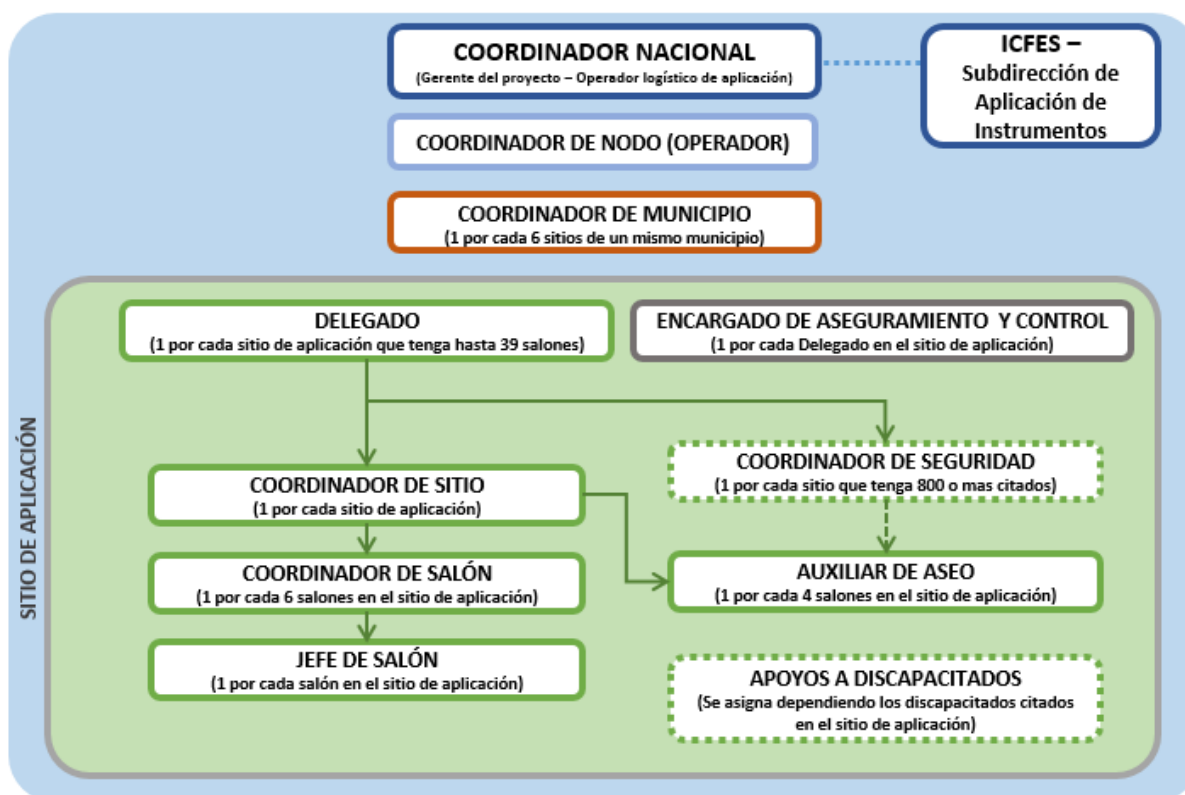 COORDINADOR NACIONAL
(Gerente del proyecto – Operador logístico de aplicación)
ICFES –
Subdirección de
Aplicación de
Instrumentos
COORDINADOR DE NODO (OPERADOR)
COORDINADOR DE MUNICIPIO
(1 por cada 6 sitios de un mismo municipio)
SITIO DE APLICACIÓN
DELEGADO
(1 por cada sitio de aplicación que tenga hasta 39 salones)
ENCARGADO DE ASEGURAMIENTO Y CONTROL
(1 por cada Delegado en el sitio de aplicación)
COORDINADOR DE SITIO
(1 por cada sitio de aplicación)
COORDINADOR DE SEGURIDAD
(1 por cada sitio que tenga 800 o mas citados)
COORDINADOR DE SALÓN
(1 por cada 6 salones en el sitio de aplicación)
AUXILIAR DE ASEO
(1 por cada 4 salones en el sitio de aplicación)
JEFE DE SALÓN
(1 por cada salón en el sitio de aplicación)
APOYOS A DISCAPACITADOS
(Se asigna dependiendo los discapacitados citados
en el sitio de aplicación)